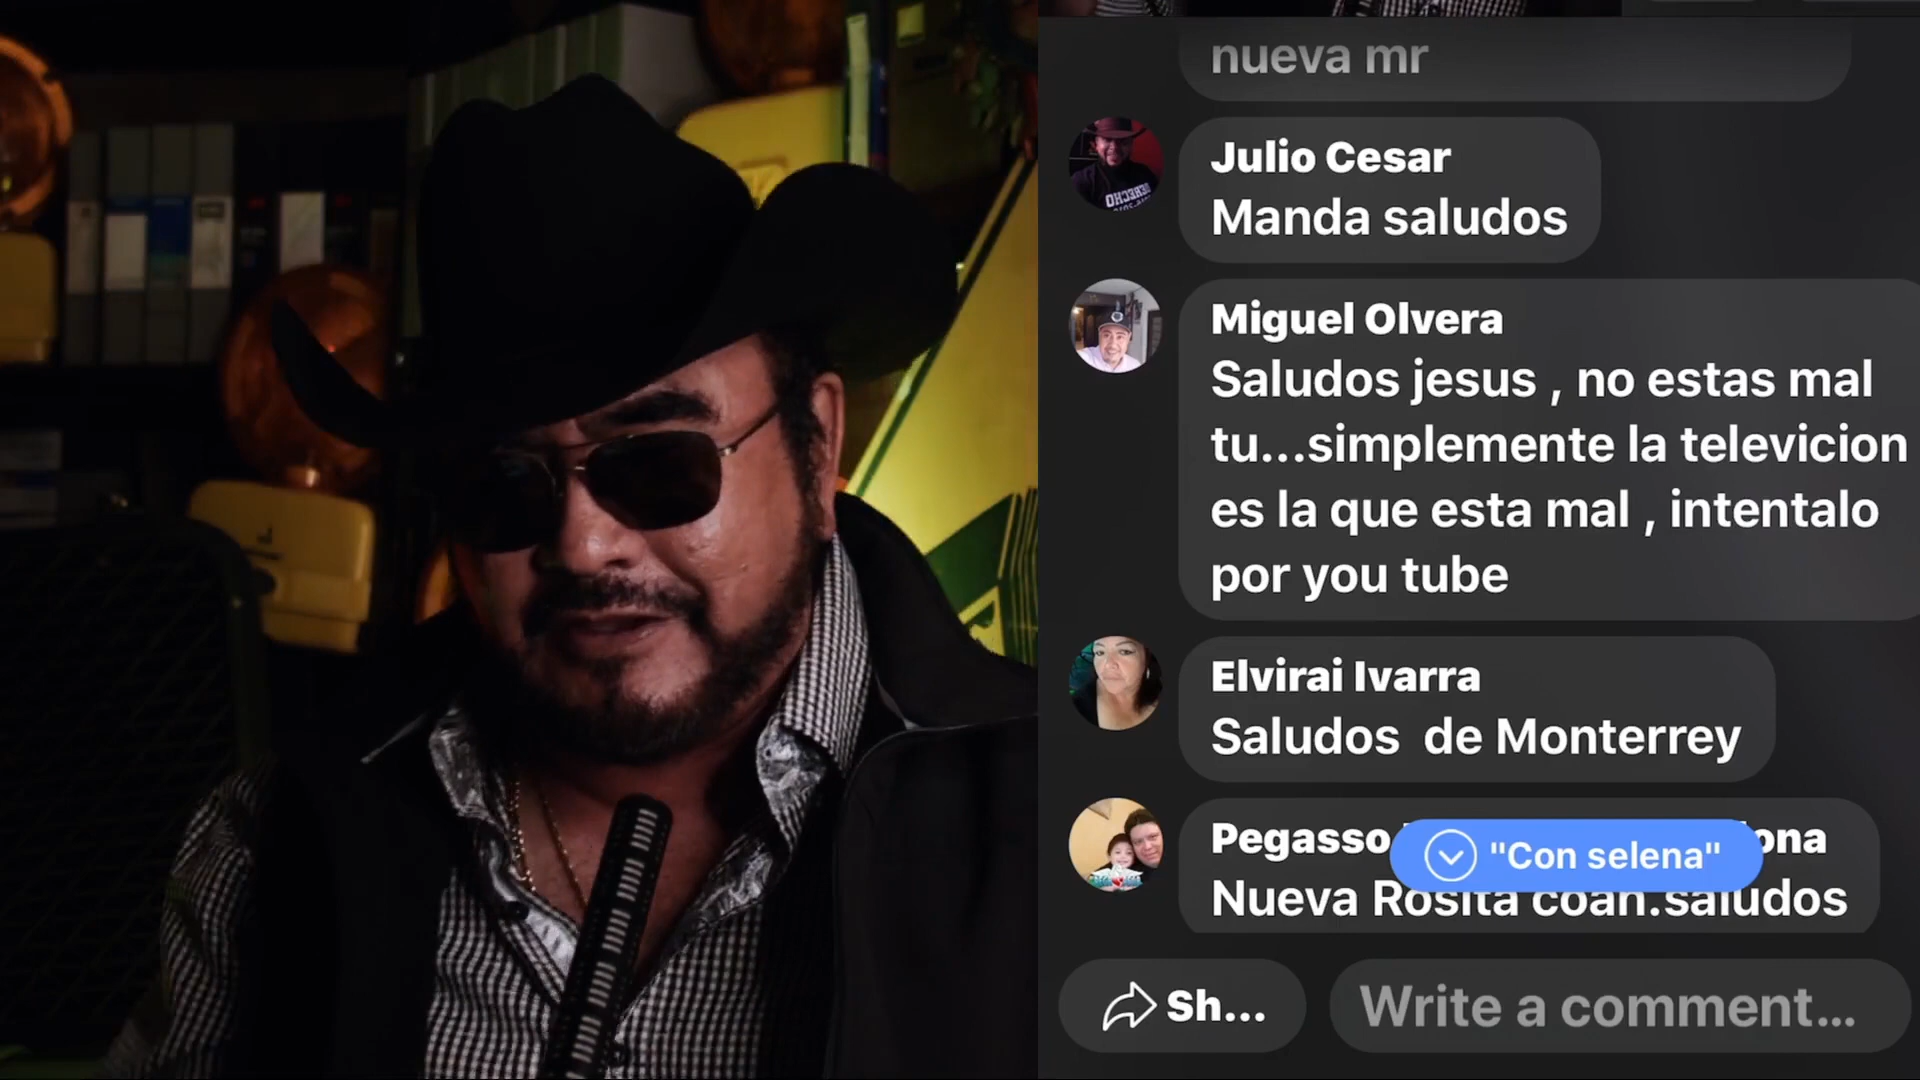 nueva mr
Julio Cesar
Manda saludos
Miguel Olvera
Saludos jesus , no estas mal
tu...simplemente la televicion
es la que esta mal , intentalo
por you tube
Elvirai Ivarra
Saludos  de Monterrey
Pegasso
"Con selena"
Nueva Rosita coah.saludos
Sh...
Write a comment...